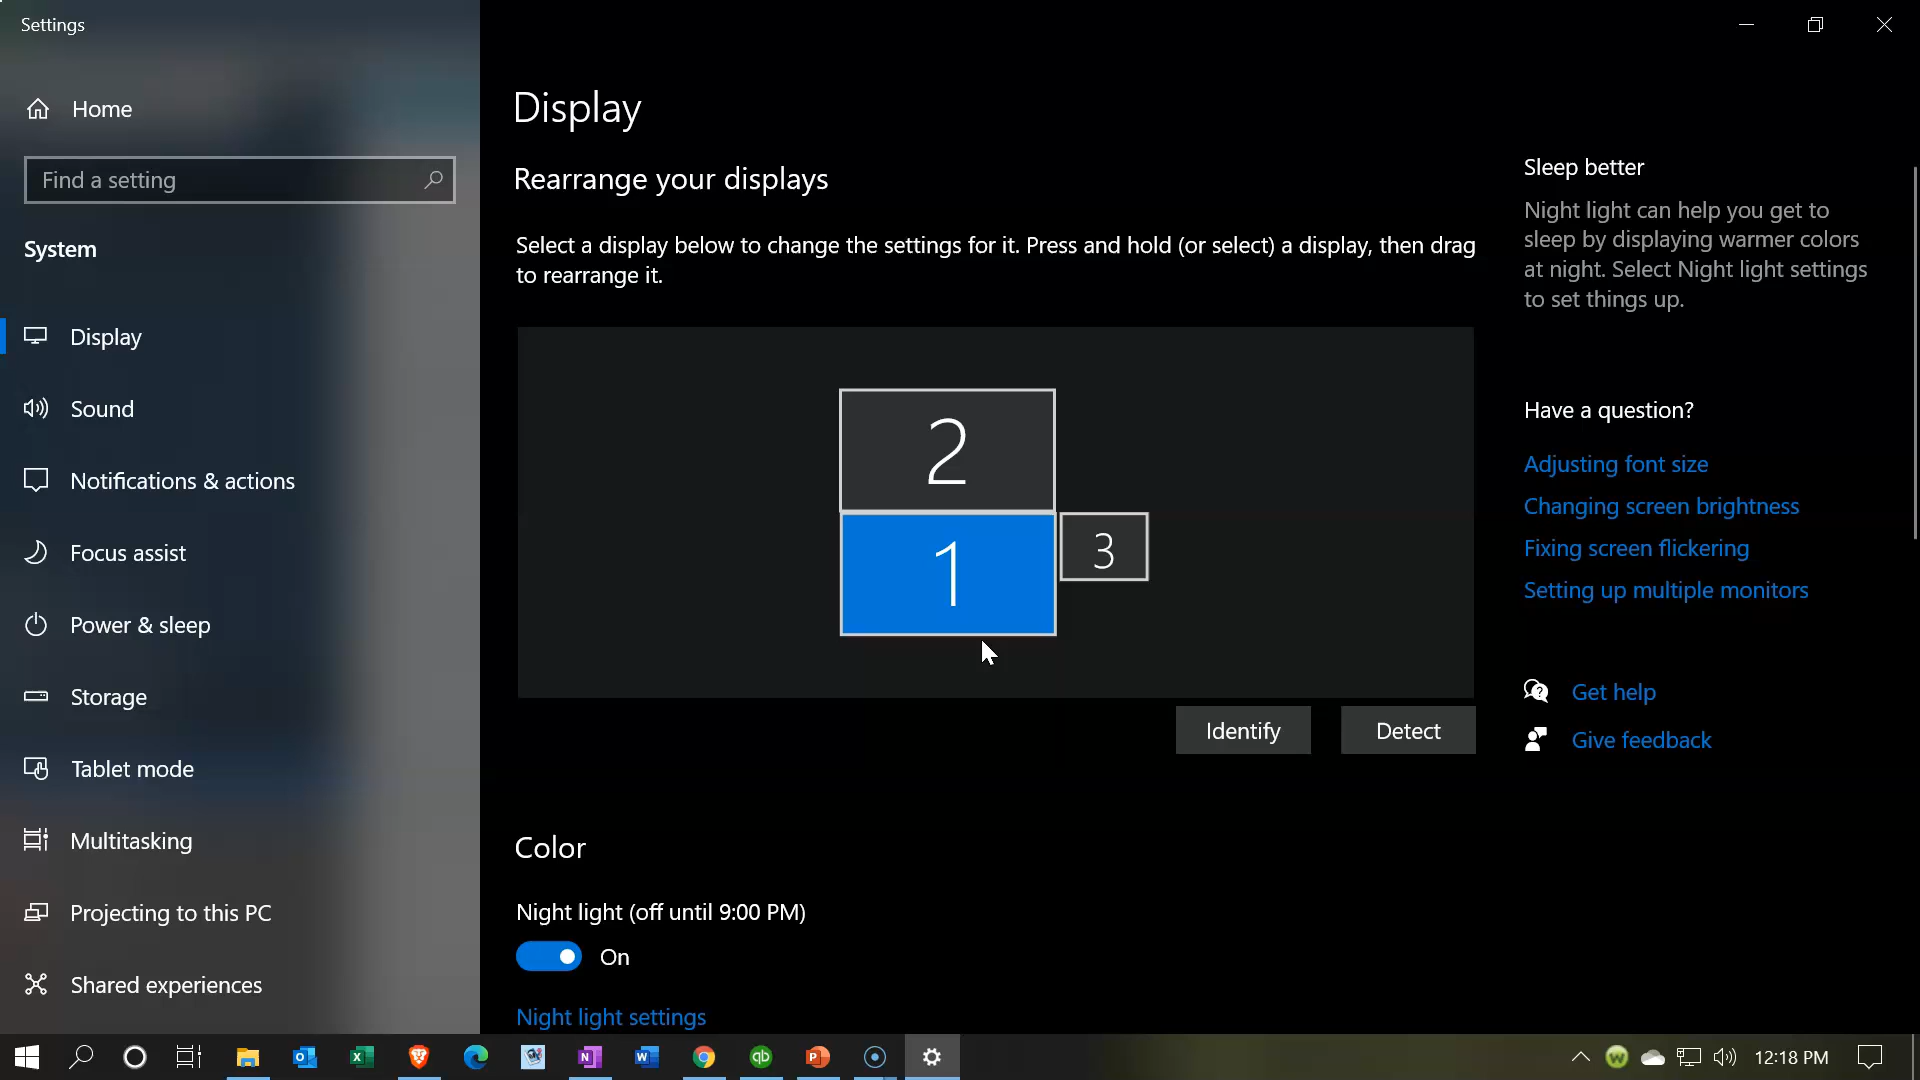 Settings
Home
Find a setting
System
Display
Sound
Notifications & actions
Focus assist
Power & sleep
Storage
Tablet mode
Multitasking
Projecting to this PC
Shared experiences
Display
Rearrange your displays
Select a display below to change the settings for it. Press and hold (or select) a display, then drag
to rearrange it.
2
1
3
Identify
Detect
Color
Night light (off until 9:00 PM)
On
Night light settings
Sleep better
Night light can help you get to
sleep by displaying warmer colors
at night. Select Night light settings
to set things up.
Have a question?
Adjusting font size
Changing screen brightness
Fixing screen flickering
Setting up multiple monitors
Get help
Give feedback
12:18 PM